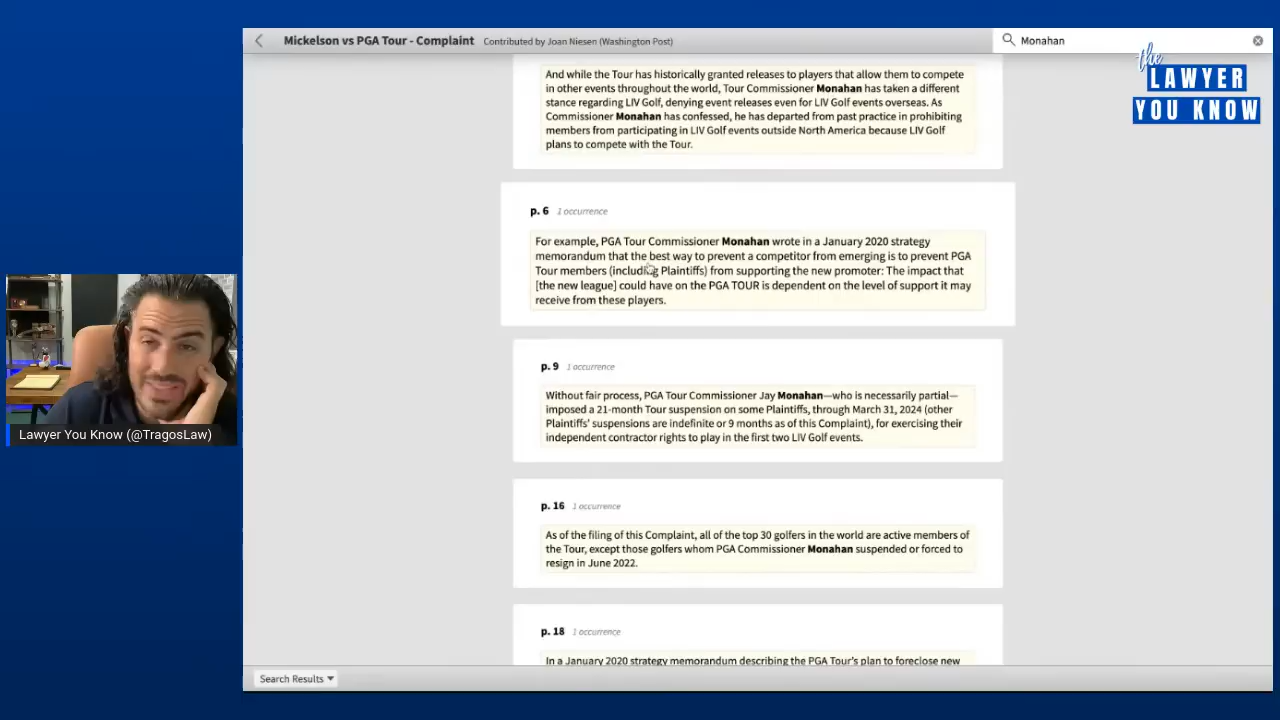 Mickelson vs PGA Tour - Complaint Contributed by Joan Niesen (Washington Post)
Monahan
the
LAWYER
YOU KNOW
And while the Tour has historically granted releases to players that allow them to compete
in other events throughout the world, Tour Commissioner Monahan has taken a different
stance regarding LIV Golf, denying event releases even for LIV Golf events overseas. As
Commissioner Monahan has confessed, he has departed from past practice in prohibiting
members from participating in LIV Golf events outside North America because LIV Golf
plans to compete with the Tour.
p. 6 1 occurrence
For example, PGA Tour Commissioner Monahan wrote in a January 2020 strategy
memorandum that the best way to prevent a competitor from emerging is to prevent PGA
Tour members (including Plaintiffs) from supporting the new promoter: The impact that
[the new league] could have on the PGA TOUR is dependent on the level of support it may
receive from these players.
p. 9 1 occurrence
Without fair process, PGA Tour Commissioner Jay Monahan—who is necessarily partial—
imposed a 21-month Tour suspension on some Plaintiffs, through March 31, 2024 (other
Plaintiffs' suspensions are indefinite or 9 months as of this Complaint), for exercising their
independent contractor rights to play in the first two LIV Golf events.
p. 16 1 occurrence
As of the filing of this Complaint, all of the top 30 golfers in the world are active members of
the Tour, except those golfers whom PGA Commissioner Monahan suspended or forced to
resign in June 2022.
p. 18 1 occurrence
In a January 2020 strategy memorandum describing the PGA Tour's plan to foreclose new
Lawyer You Know (@TragosLaw)
Search Results